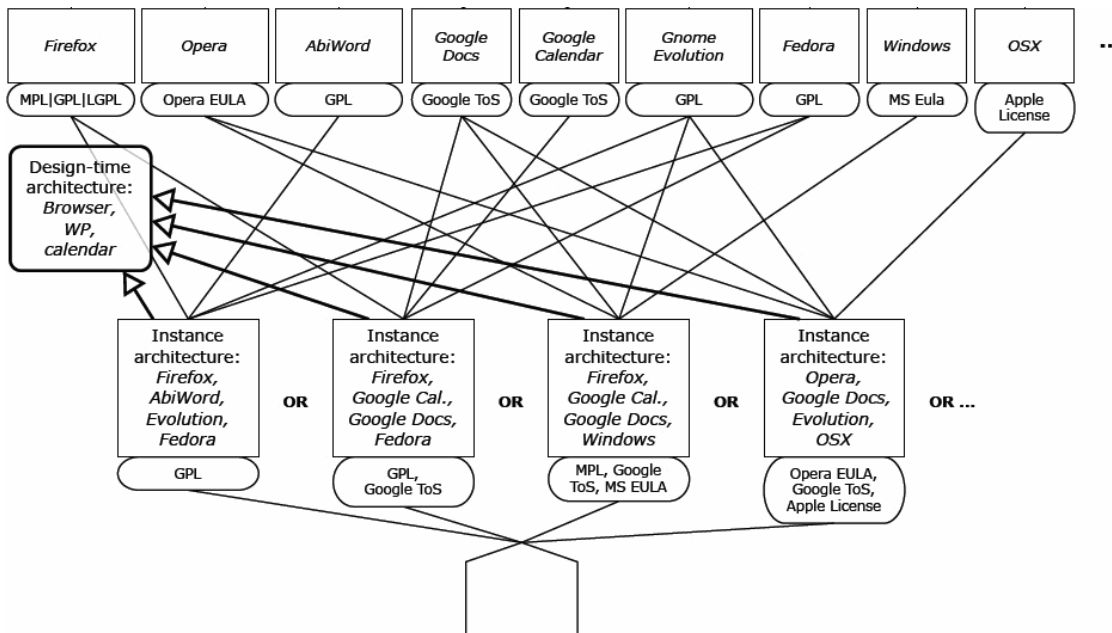 Firefox
Opera
AbiWord
Google
Docs
Google
Calendar
Gnome
Evolution
Fedora
Windows
OSX
...
MPL|GPL|LGPL
Opera EULA
GPL
Google ToS
Google ToS
GPL
GPL
MS Eula
Apple
License
Design-time
architecture:
Browser,
WP,
calendar
Instance
architecture:
Firefox,
AbiWord,
Evolution,
Fedora
OR
Instance
architecture:
Firefox,
Google Cal.,
Google Docs,
Fedora
OR
Instance
architecture:
Firefox,
Google Cal.,
Google Docs,
Windows
OR
Instance
architecture:
Opera,
Google Docs,
Evolution,
OSX
OR ...
GPL
GPL,
Google ToS
MPL, Google
ToS, MS EULA
Opera EULA,
Google ToS,
Apple License